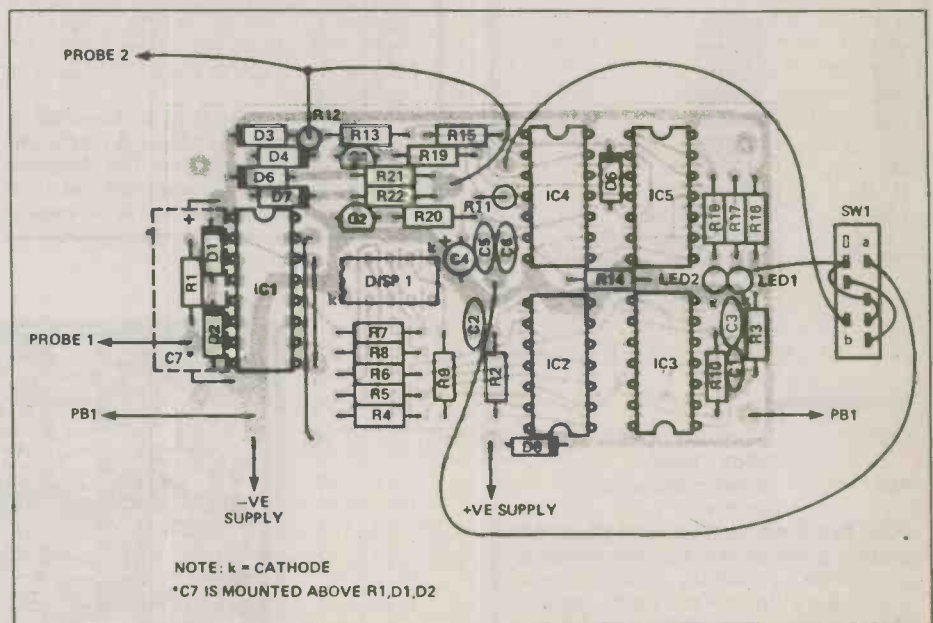 PROBE 2
R12
D3
R13
R15
D4
R19
D6
R21
D7
R22
R11
IC4
D5
IC5
Q2
R20
R16
R17
R18
SW1
a
+
R1
D1
IC1
k
+
C4
C5
C6
DISP 1
k
R14
LED2
LED1
k
PROBE 1
C7 *
D2
R7
C2
R8
R9
R2
IC2
IC3
C3
R3
b
R6
R10
C1
R5
R4
PB1
PB1
D8
–VE
SUPPLY
+VE SUPPLY
NOTE: k = CATHODE
*C7 IS MOUNTED ABOVE R1,D1,D2